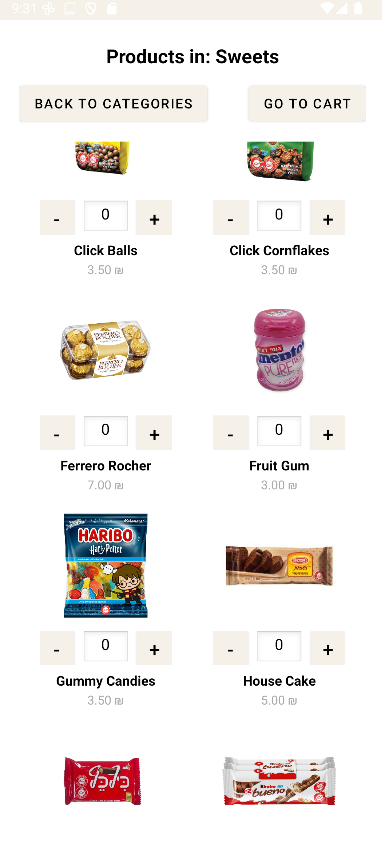 9:31
Products in: Sweets
BACK TO CATEGORIES
GO TO CART
- 0 +
- 0 +
Click Balls
Click Cornflakes
3.50 ₪
3.50 ₪
FERRERO
ROCHER
mentos
PURE
- 0 +
- 0 +
Ferrero Rocher
Fruit Gum
7.00 ₪
3.00 ₪
HARIBO
Harry Potter
- 0 +
- 0 +
Gummy Candies
House Cake
3.50 ₪
5.00 ₪
כיף כף
Kinder
bueno